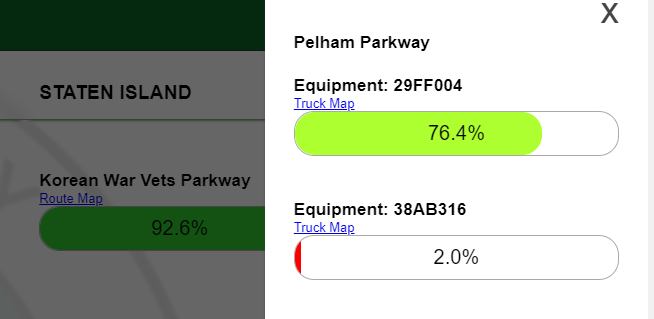 X
Pelham Parkway
Equipment: 29FF004
Truck Map
76.4%
Equipment: 38AB316
Truck Map
2.0%
STATEN ISLAND
Korean War Vets Parkway
Route Map
92.6%